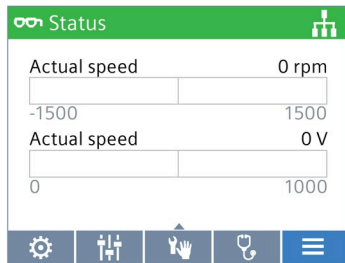 Status
Actual speed 0 rpm
-1500 1500
Actual speed 0 V
0 1000